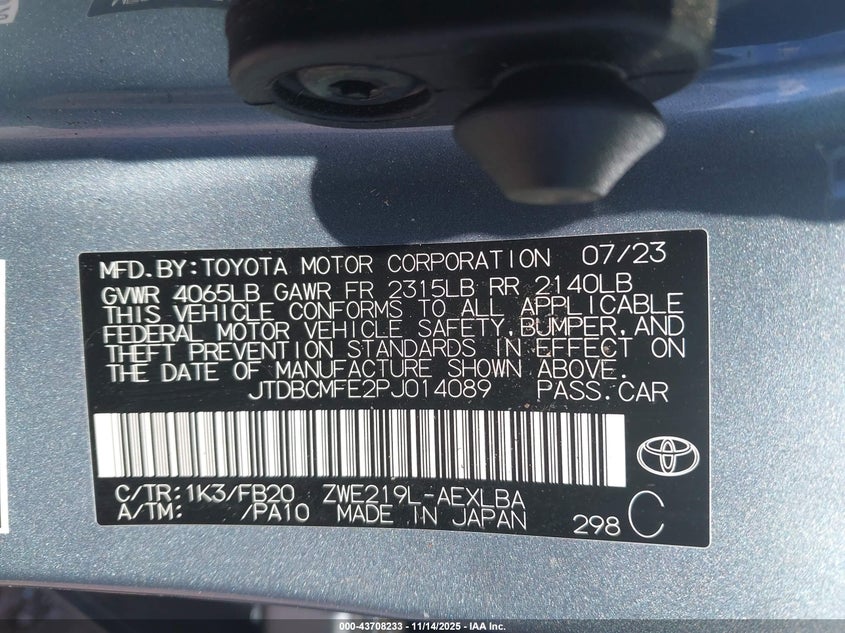 MFD.BY:TOYOTA MOTOR CORPORATION 07/23
GVWR 4065LB GAWR FR 2315LB RR 2140LB
THIS VEHICLE CONFORMS TO ALL APPLICABLE
FEDERAL MOTOR VEHICLE SAFETY,BUMPER,AND
THEFT PREVENTION STANDARDS IN EFFECT ON
THE DATE OF MANUFACTURE SHOWN ABOVE.
JTDBCMFE2PJ014089 PASS.CAR
C/TR:1K3/FB20 ZWE219L-AEXLBA
A/TM: /PA10 MADE IN JAPAN 298 C
000-43708233 - 11/14/2025 - IAA Inc.